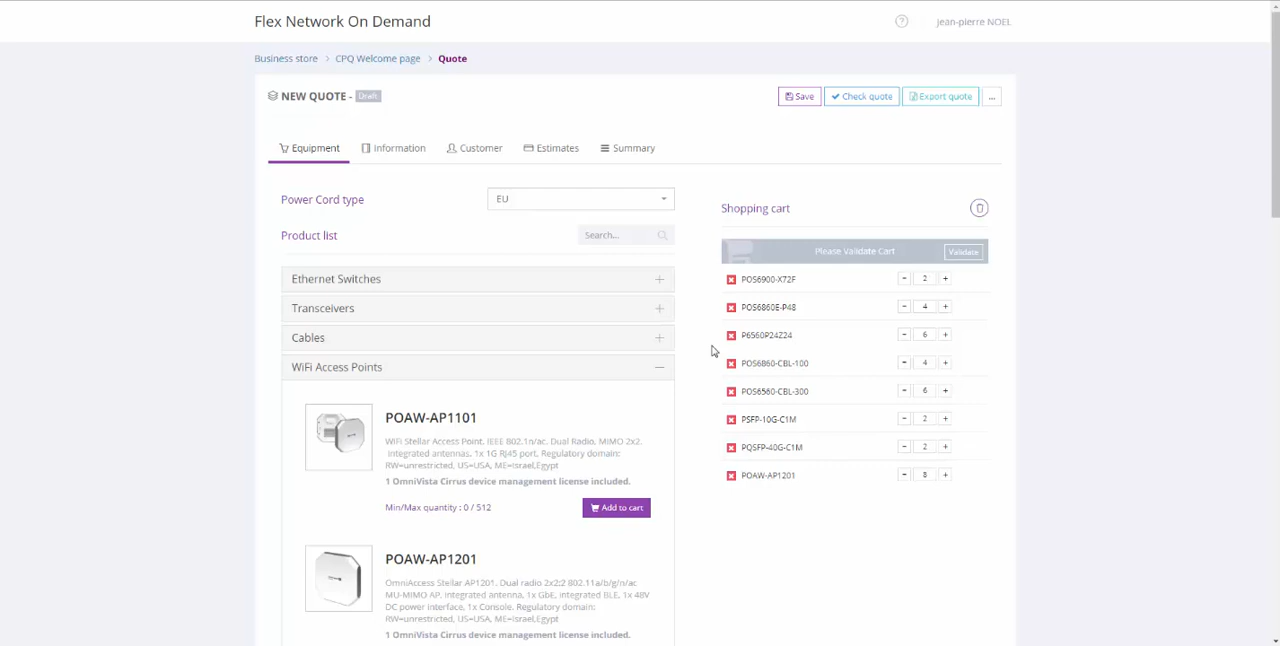 Flex Network On Demand
? Jean-pierre NOEL
Business store > CPQ Welcome page > Quote
NEW QUOTE - Draft
Save
Check quote
Export quote
...
Equipment
Information
Customer
Estimates
Summary
Power Cord type
EU
Product list
Search...
Ethernet Switches +
Transceivers +
Cables +
WiFi Access Points −
POAW-AP1101
WiFi Stellar Access Point, IEEE 802.1n/ac, Dual Radio, MIMO 2x2,
integrated antennas, 1x 1G RJ45 port. Regulatory domain:
RW=unrestricted, US=USA, ME=Israel,Egypt
1 OmniVista Cirrus device management license included.
Min/Max quantity : 0 / 512
Add to cart
POAW-AP1201
OmniAccess Stellar AP1201. Dual radio 2x2;2 802.11a/b/g/n/ac
MU-MIMO AP, integrated antenna, 1x GbE, integrated BLE, 1x 48V
DC power interface, 1x Console. Regulatory domain:
RW=unrestricted, US=USA, ME=Israel,Egypt
1 OmniVista Cirrus device management license included.
Shopping cart
Please Validate Cart
Validate
POS6900-X72F - 2 +
POS6860E-P48 - 4 +
P6560P24Z24 - 6 +
POS6860-CBL-100 - 4 +
POS6560-CBL-300 - 6 +
PSFP-10G-C1M - 2 +
PQSFP-40G-C1M - 2 +
POAW-AP1201 - 8 +